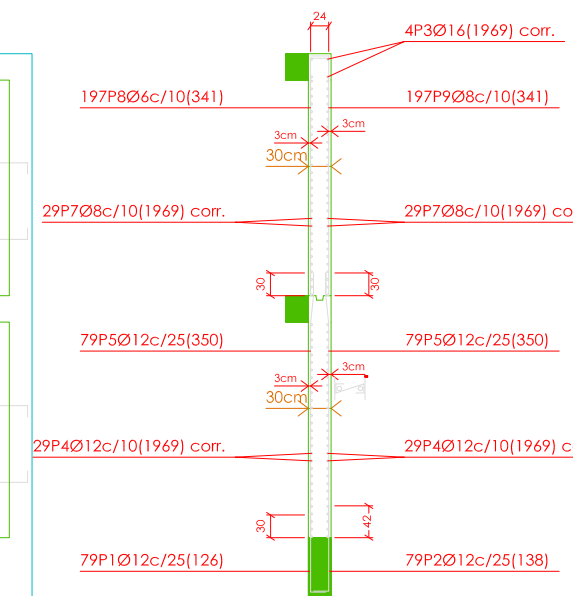 24
4P3Ø16(1969) corr.
197P8Ø6c/10(341)
197P9Ø8c/10(341)
3cm
3cm
30cm
29P7Ø8c/10(1969) corr.
29P7Ø8c/10(1969) co
30
30
79P5Ø12c/25(350)
79P5Ø12c/25(350)
3cm
3cm
30cm
29P4Ø12c/10(1969) corr.
29P4Ø12c/10(1969) c
30
42
79P1Ø12c/25(126)
79P2Ø12c/25(138)